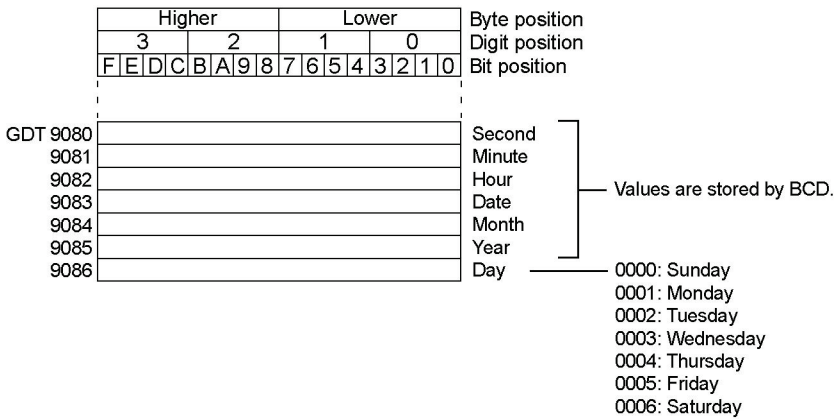 Higher Lower Byte position
3 2 1 0 Digit position
F E D C B A 9 8 7 6 5 4 3 2 1 0 Bit position
GDT 9080 Second
9081 Minute
9082 Hour
9083 Date
9084 Month
9085 Year
9086 Day
Values are stored by BCD.
0000: Sunday
0001: Monday
0002: Tuesday
0003: Wednesday
0004: Thursday
0005: Friday
0006: Saturday